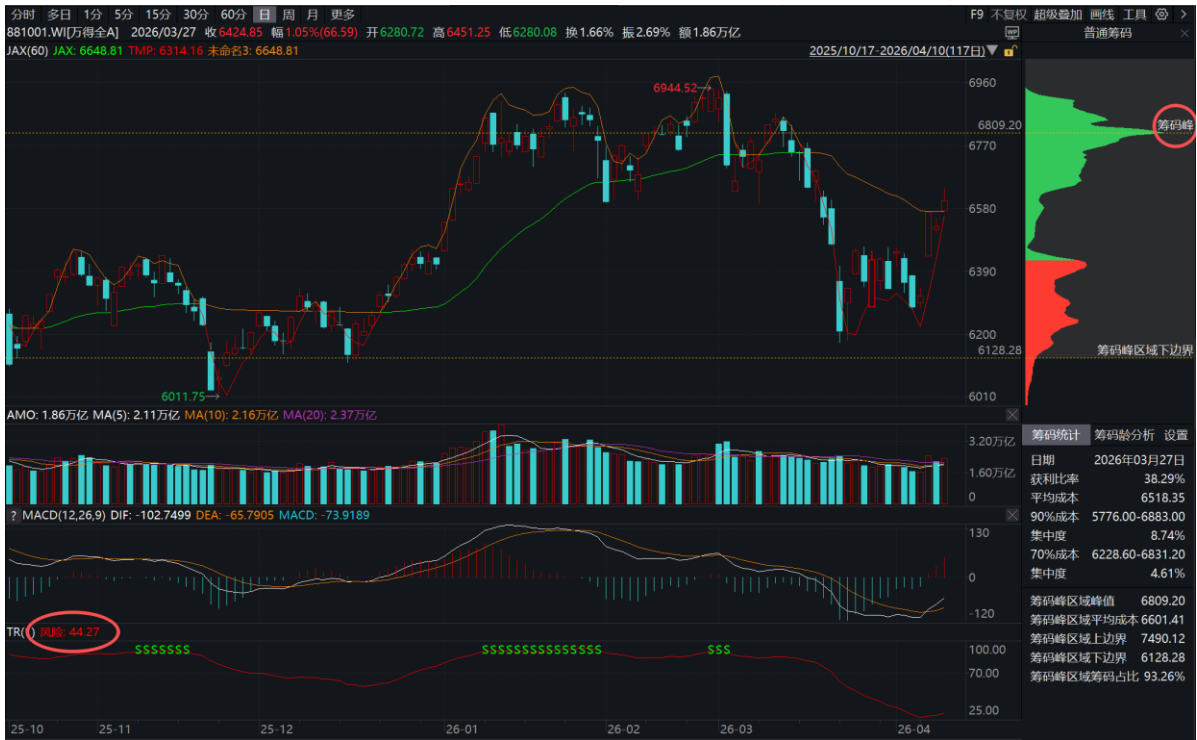 分时 多日 1分 5分 15分 30分 60分 日 周 月 更多 F9 不复权 超级叠加 画线 工具
881001.WI[万得全A] 2026/03/27 收6424.85 幅1.05%(66.59) 开6280.72 高6451.25 低6280.08 换1.66% 振2.69% 额1.86万亿
JAX(60) JAX: 6648.81 TMP: 6314.16 未命名3: 6648.81 2025/10/17-2026/04/10(117日)
普通筹码
6960
6944.52
6809.20
筹码峰
6770
6580
6390
6200
6128.28
筹码峰区域下边界
6011.75
6010
AMO: 1.86万亿 MA(5): 2.11万亿 MA(10): 2.16万亿 MA(20): 2.37万亿
3.20万亿
1.60万亿
0
? MACD(12,26,9) DIF: -102.7499 DEA: -65.7905 MACD: -73.9189
130
0
-120
TR(1) 风险: 44.27
SSSSSSS SSSSSSSSSSSSSSS SSS
100.00
70.00
25.00
25-10 25-11 25-12 26-01 26-02 26-03 26-04
筹码统计 筹码龄分析 设置
日期 2026年03月27日
获利比率 38.29%
平均成本 6518.35
90%成本 5776.00-6883.00
集中度 8.74%
70%成本 6228.60-6831.20
集中度 4.61%
筹码峰区域峰值 6809.20
筹码峰区域平均成本 6601.41
筹码峰区域上边界 7490.12
筹码峰区域下边界 6128.28
筹码峰区域筹码占比 93.26%